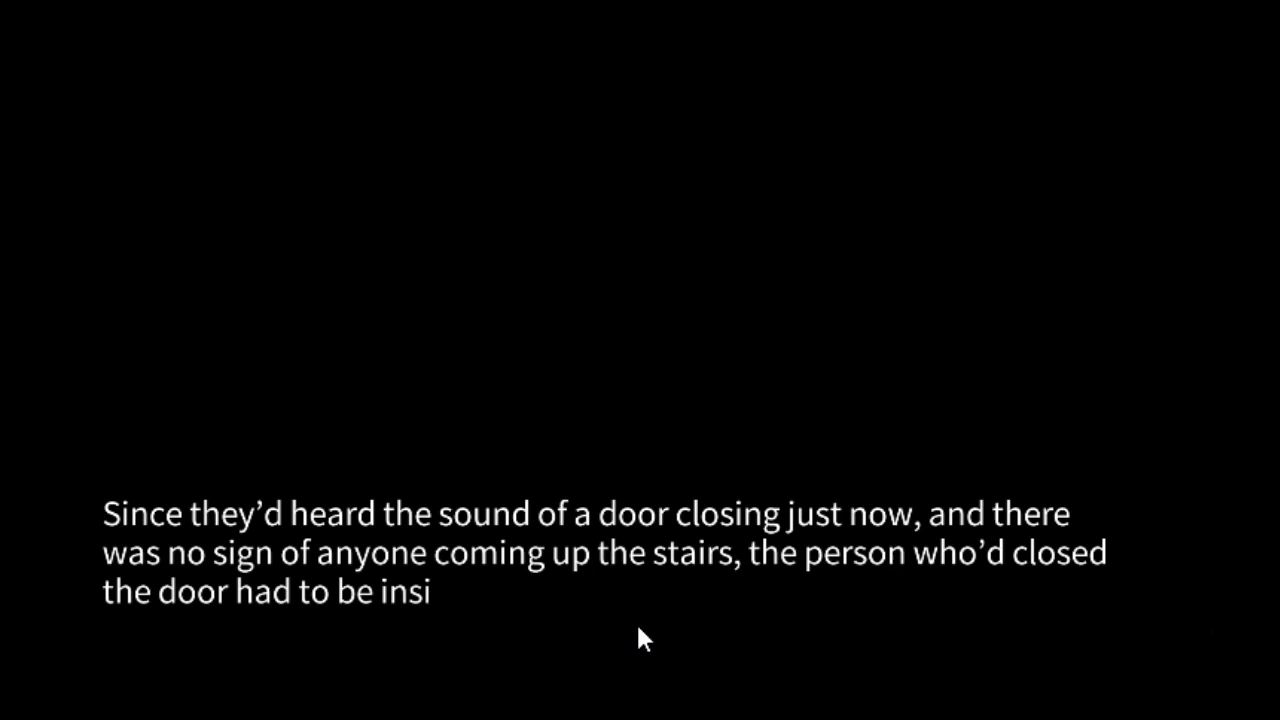 Since they’d heard the sound of a door closing just now, and there
was no sign of anyone coming up the stairs, the person who’d closed
the door had to be insi